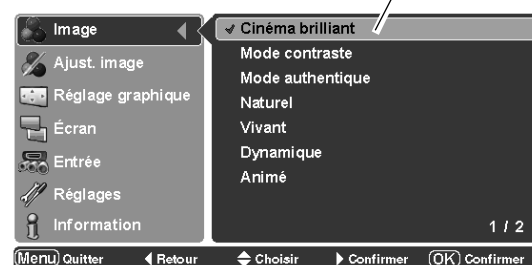 Image
Ajust. image
Réglage graphique
Écran
Entrée
Réglages
Information
Cinéma brilliant
Mode contraste
Mode authentique
Naturel
Vivant
Dynamique
Animé
1 / 2
Menu Quitter Retour Choisir Confirmer OK Confirmer